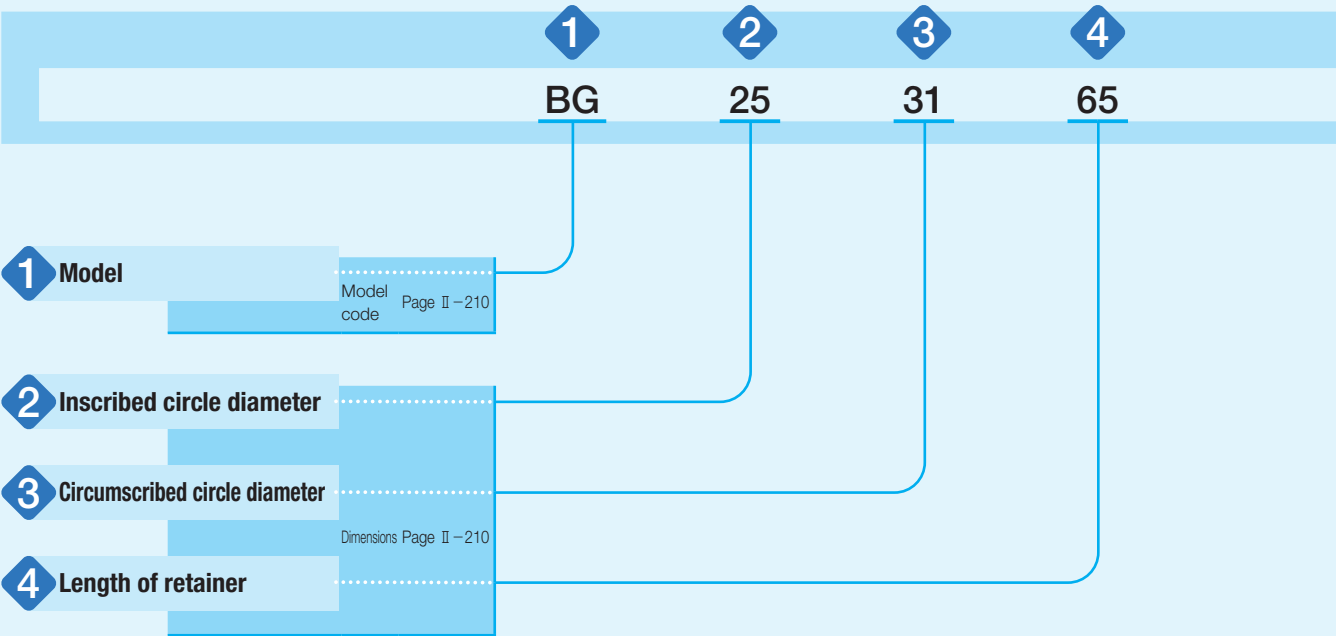 1 2 3 4
BG 25 31 65
1 Model
Model code Page Ⅱ－210
2 Inscribed circle diameter
3 Circumscribed circle diameter
Dimensions Page Ⅱ－210
4 Length of retainer